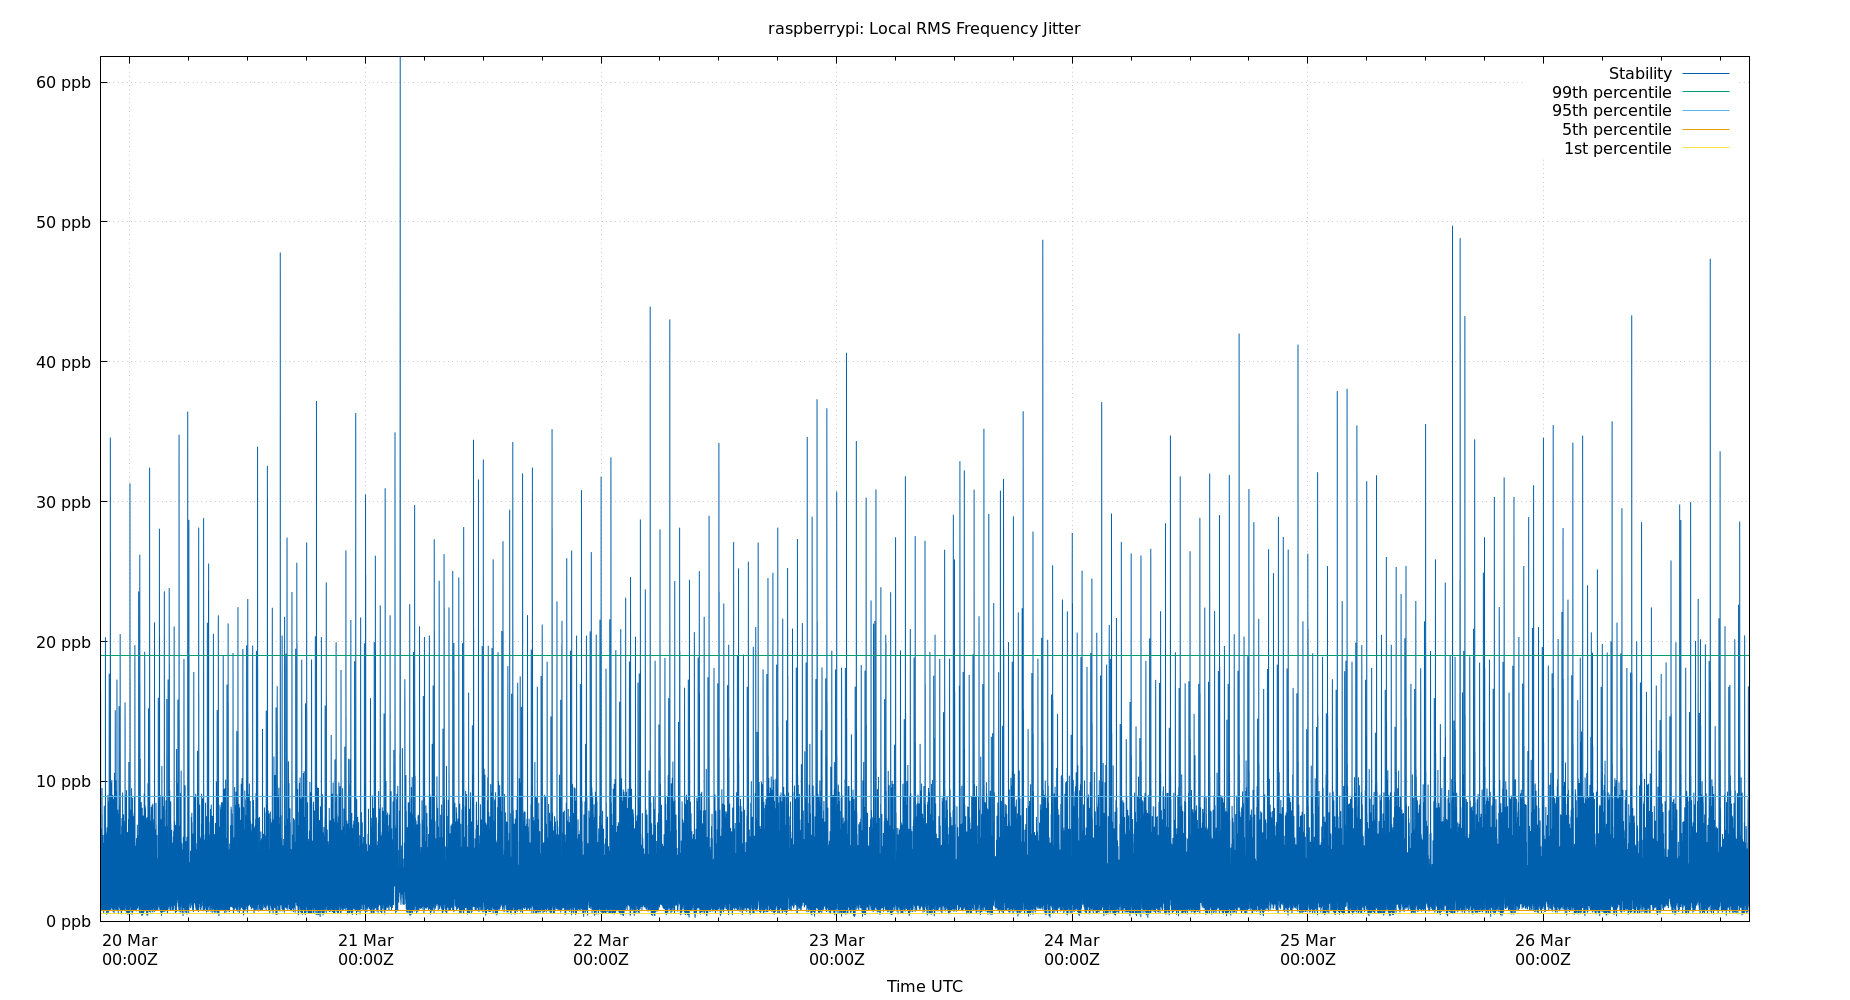 raspberrypi: Local RMS Frequency Jitter
60 ppb
50 ppb
40 ppb
30 ppb
20 ppb
10 ppb
0 ppb
Stability
99th percentile
95th percentile
5th percentile
1st percentile
20 Mar
00:00Z
21 Mar
00:00Z
22 Mar
00:00Z
23 Mar
00:00Z
24 Mar
00:00Z
25 Mar
00:00Z
26 Mar
00:00Z
Time UTC